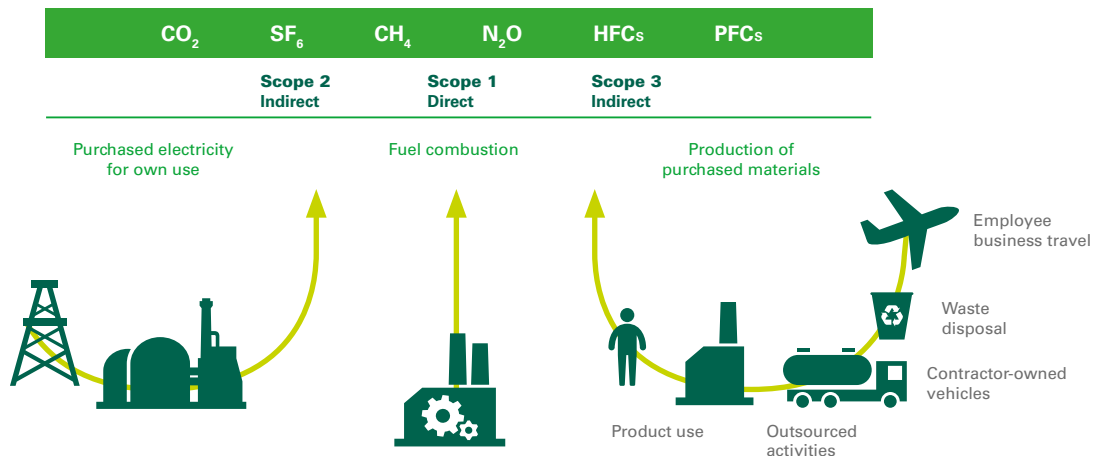 CO₂ SF₆ CH₄ N₂O HFCs PFCs
Scope 2 Scope 1 Scope 3
Indirect Direct Indirect
Purchased electricity
for own use
Fuel combustion
Production of
purchased materials
Employee
business travel
Waste
disposal
Contractor-owned
vehicles
Product use
Outsourced
activities